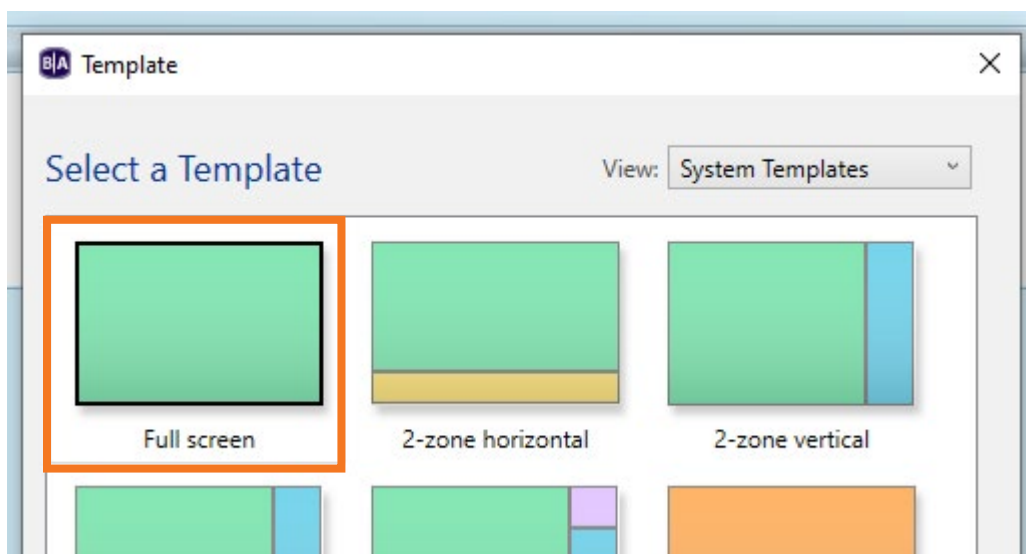 B|A Template
Select a Template
View: System Templates
Full screen
2-zone horizontal
2-zone vertical